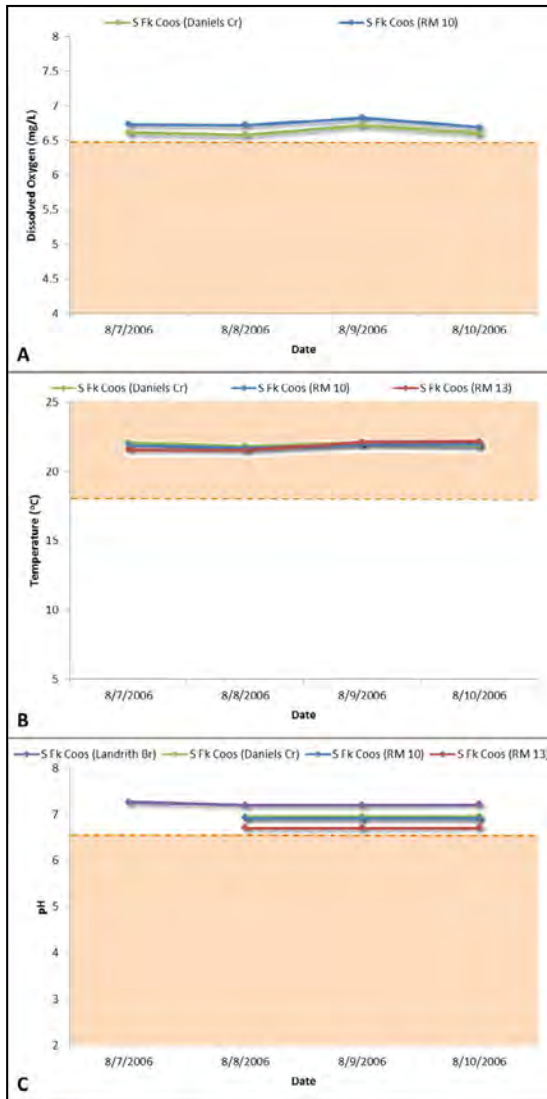 S Fk Coos (Daniels Cr) S Fk Coos (RM 10)
8
7.5
7
6.5
6
5.5
5
4.5
4
Dissolved Oxygen (mg/L)
8/7/2006 8/8/2006 8/9/2006 8/10/2006
Date
A
S Fk Coos (Daniels Cr) S Fk Coos (RM 10) S Fk Coos (RM 13)
25
20
15
10
5
Temperature (°C)
8/7/2006 8/8/2006 8/9/2006 8/10/2006
Date
B
S Fk Coos (Landrith Br) S Fk Coos (Daniels Cr) S Fk Coos (RM 10) S Fk Coos (RM 13)
8
7
6
5
4
3
2
pH
8/7/2006 8/8/2006 8/9/2006 8/10/2006
Date
C